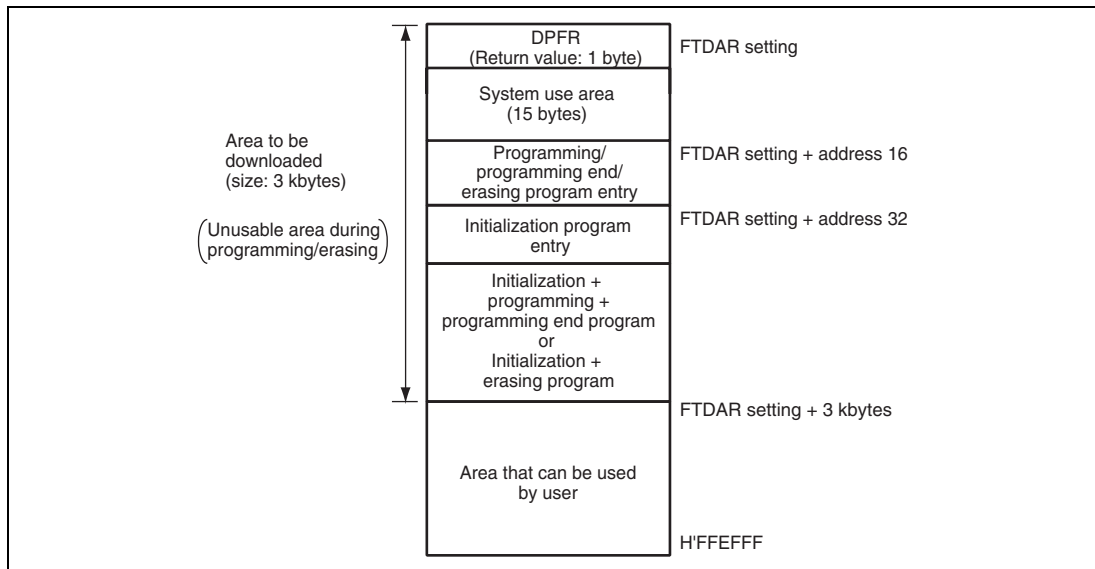 DPFR
(Return value: 1 byte)
FTDAR setting
System use area
(15 bytes)
Area to be
downloaded
(size: 3 kbytes)
(Unusable area during
programming/erasing)
Programming/
programming end/
erasing program entry
FTDAR setting + address 16
Initialization program
entry
FTDAR setting + address 32
Initialization +
programming +
programming end program
or
Initialization +
erasing program
FTDAR setting + 3 kbytes
Area that can be used
by user
H'FFEFFF